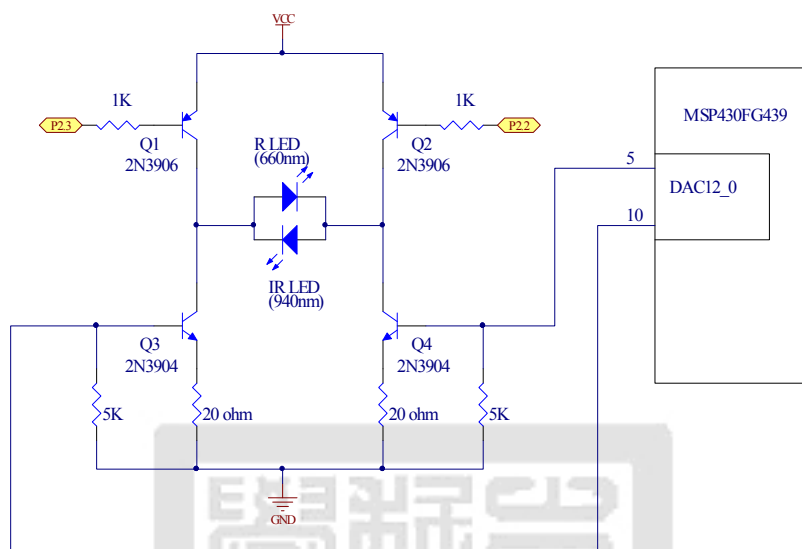 VCC
1K
1K
P2.3
P2.2
MSP430FG439
Q1
2N3906
R LED
(660nm)
Q2
2N3906
5
DAC12_0
10
IR LED
(940nm)
Q3
2N3904
Q4
2N3904
5K
20 ohm
20 ohm
5K
GND